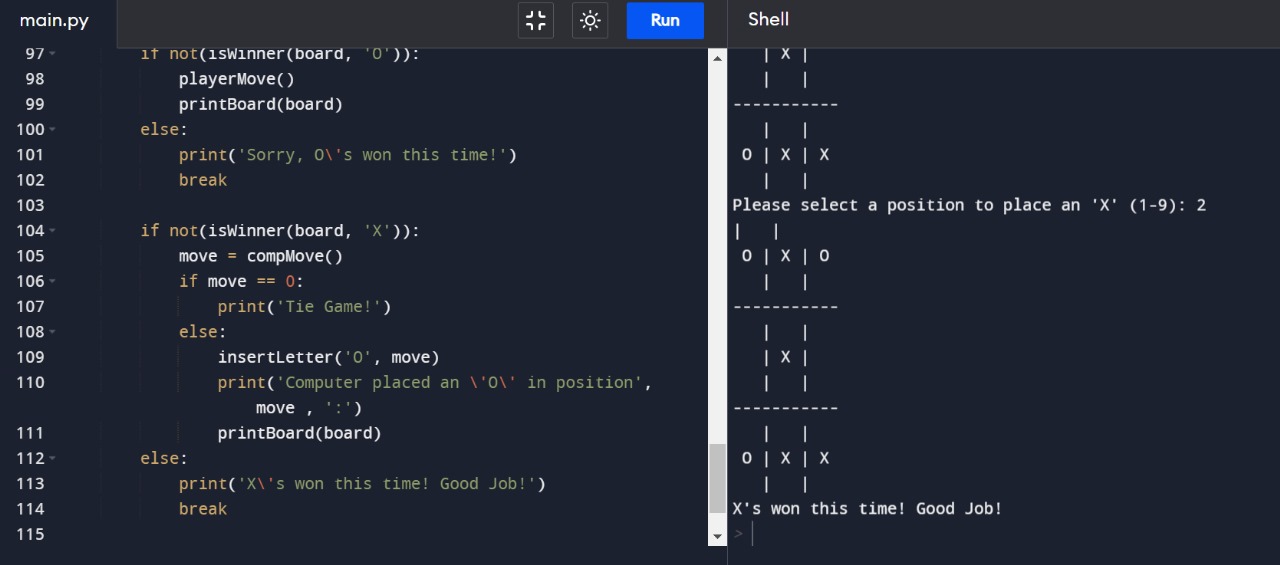 main.py
Run
97 if not(isWinner(board, 'O')):
98 playerMove()
99 printBoard(board)
100 else:
101 print('Sorry, O\'s won this time!')
102 break
103
104 if not(isWinner(board, 'X')):
105 move = compMove()
106 if move == 0:
107 print('Tie Game!')
108 else:
109 insertLetter('O', move)
110 print('Computer placed an \'O\' in position',
move , ':')
111 printBoard(board)
112 else:
113 print('X\'s won this time! Good Job!')
114 break
115
Shell
| X |
| |
-----------
| |
O | X | X
| |
Please select a position to place an 'X' (1-9): 2
| |
O | X | O
| |
-----------
| |
| X |
| |
-----------
| |
O | X | X
| |
X's won this time! Good Job!
>